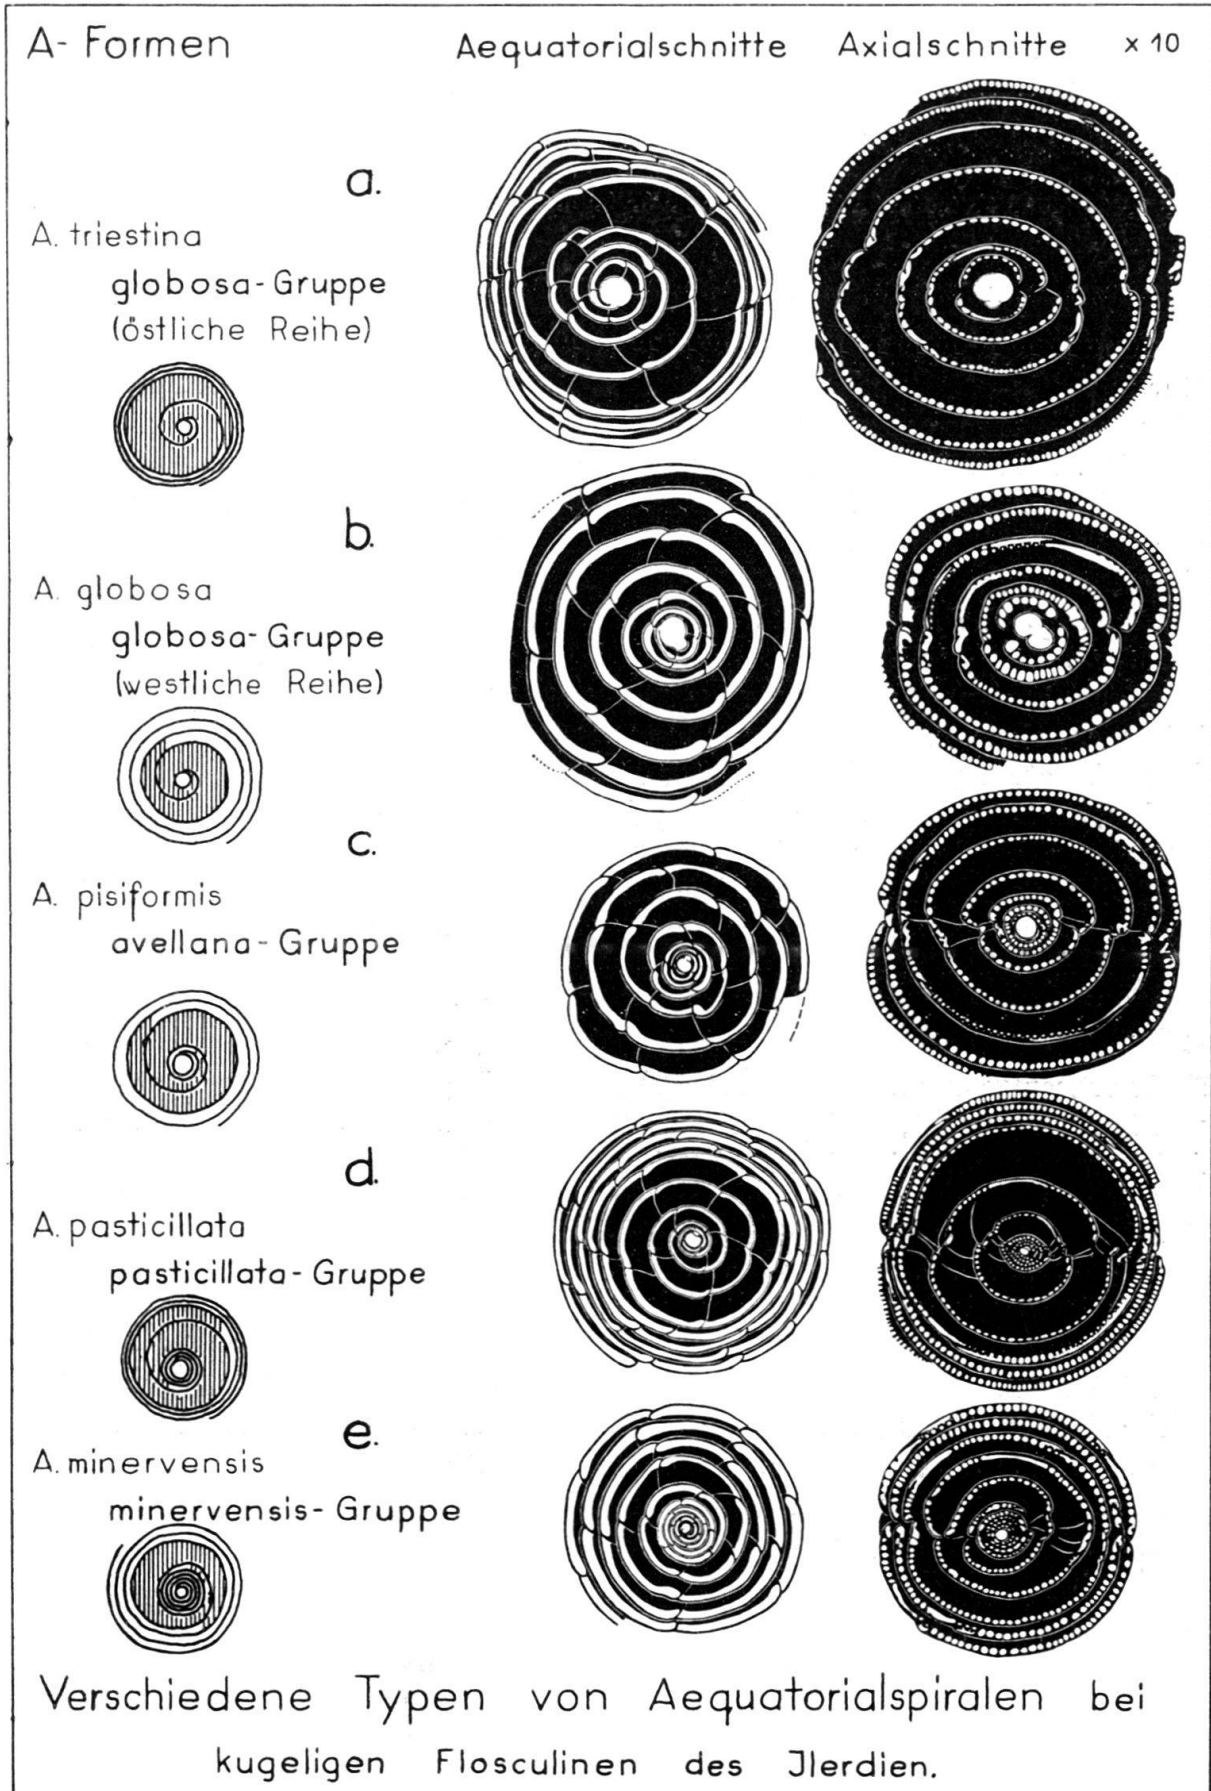 A- Formen
Aequatorialschnitte
Axialschnitte
x 10
a.
A. triestina
globosa-Gruppe
(östliche Reihe)
b.
A. globosa
globosa-Gruppe
(westliche Reihe)
c.
A. pisiformis
avellana-Gruppe
d.
A. pasticillata
pasticillata-Gruppe
e.
A. minervensis
minervensis-Gruppe
Verschiedene Typen von Aequatorialspiralen bei
kugeligen Flosculinen des Jlerdien.